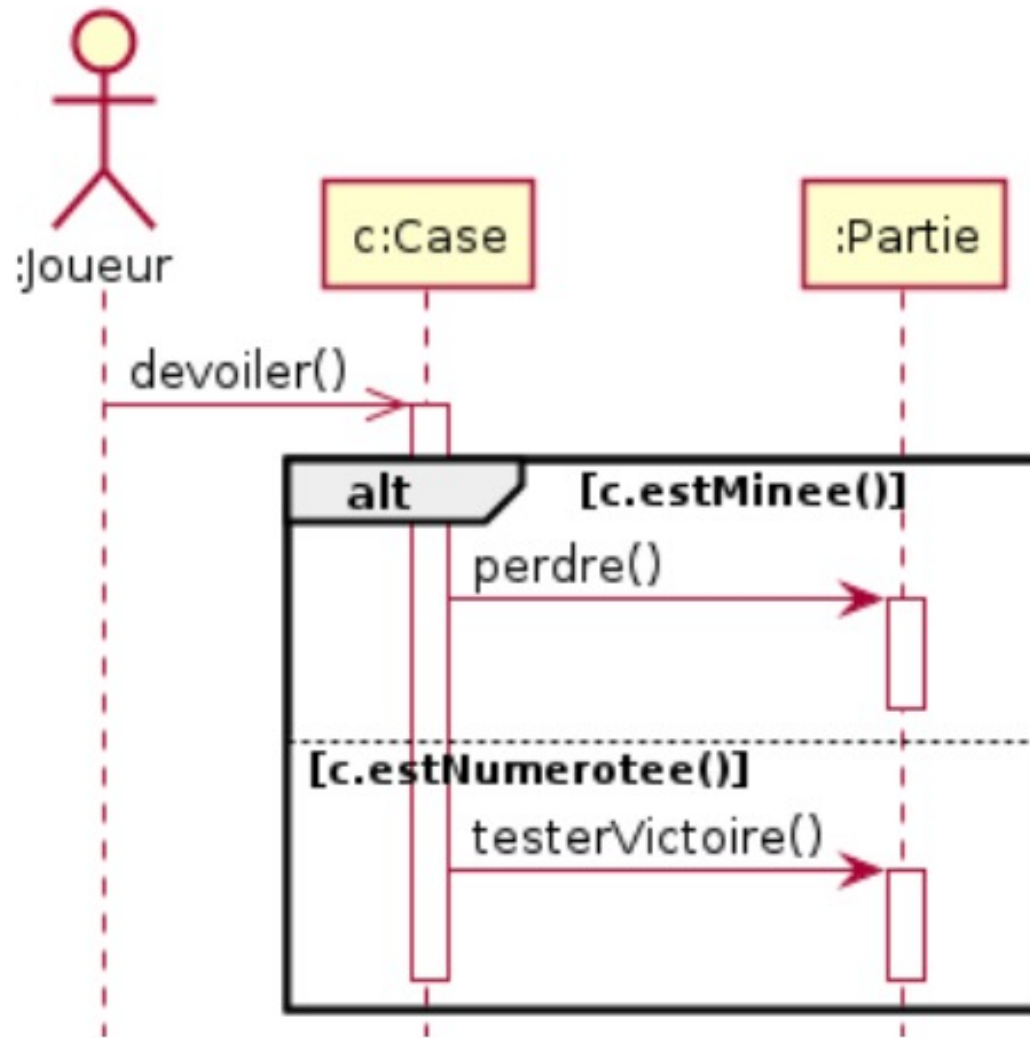 :Joueur
c:Case
:Partie
devoiler()
alt
[c.estMinee()]
perdre()
[c.estNumerotee()]
testerVictoire()